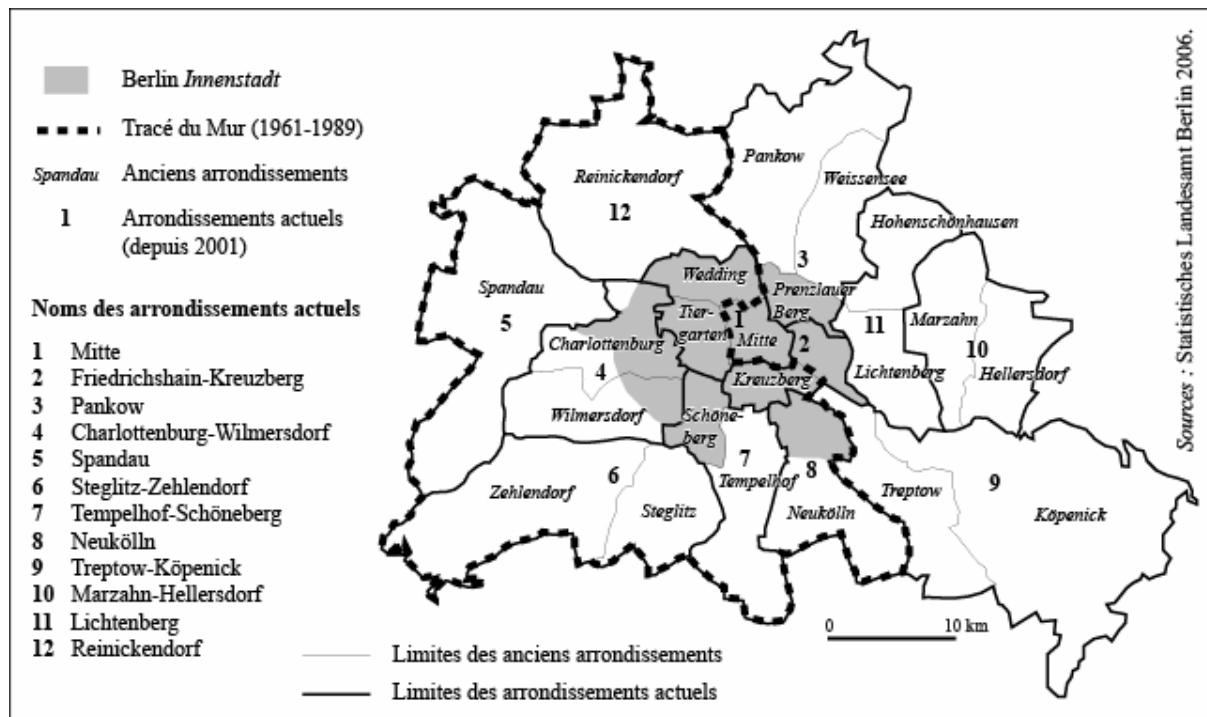 Berlin Innenstadt
Tracé du Mur (1961-1989)
Spandau Anciens arrondissements
1 Arrondissements actuels
(depuis 2001)
Noms des arrondissements actuels
1 Mitte
2 Friedrichshain-Kreuzberg
3 Pankow
4 Charlottenburg-Wilmersdorf
5 Spandau
6 Steglitz-Zehlendorf
7 Tempelhof-Schöneberg
8 Neukölln
9 Treptow-Köpenick
10 Marzahn-Hellersdorf
11 Lichtenberg
12 Reinickendorf
Pankow
Weissensee
Reinickendorf
12
Hohenschönhausen
3
Wedding
Prenzlauer
Berg
Spandau
5
Tier-
garten
1
Mitte
11
Marzahn
10
Hellersdorf
Charlottenburg
4
2
Lichtenberg
Kreuzberg
Wilmersdorf
Schöne-
berg
7
Tempelhof
8
Neukölln
6
Zehlendorf
Steglitz
Treptow
9
Köpenick
0 10 km
Limites des anciens arrondissements
Limites des arrondissements actuels
Sources : Statistisches Landesamt Berlin 2006.